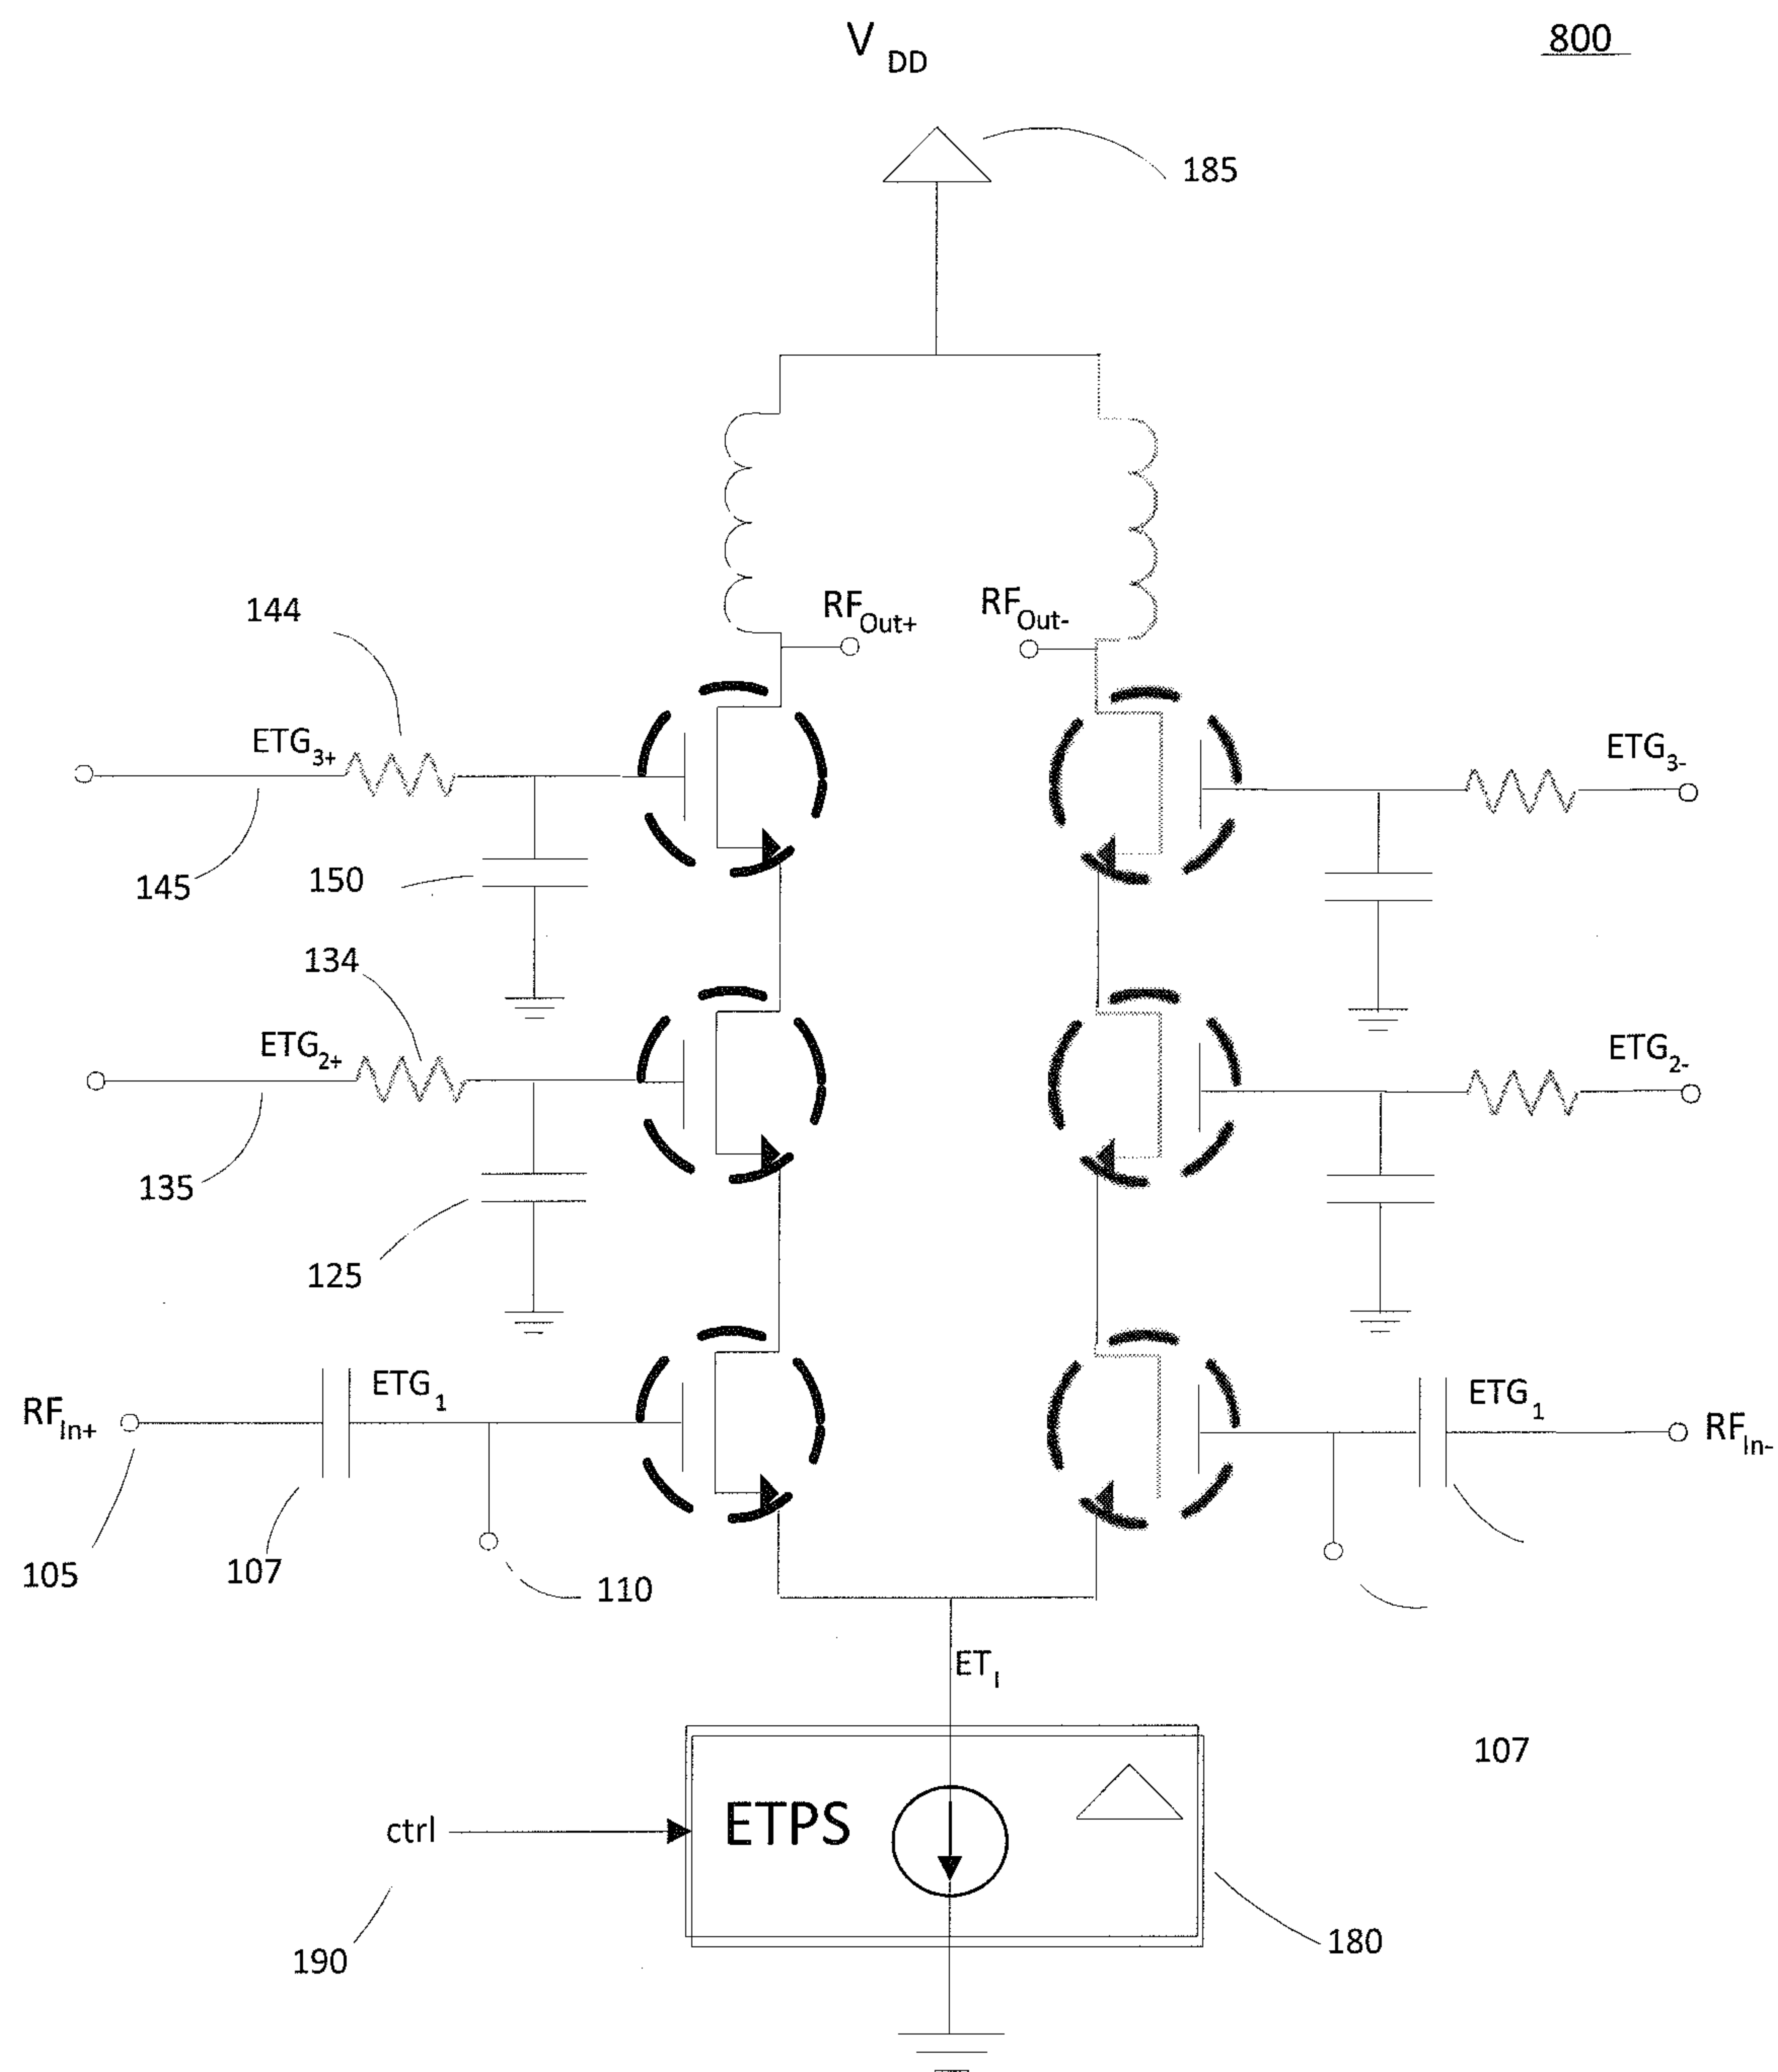 V DD
800
185
RF Out+
RF Out-
144
ETG 3+
ETG 3-
145
150
134
ETG 2+
ETG 2-
135
125
RF In+
ETG 1
ETG 1
RF In-
105
107
110
ET I
107
ctrl
ETPS
190
180